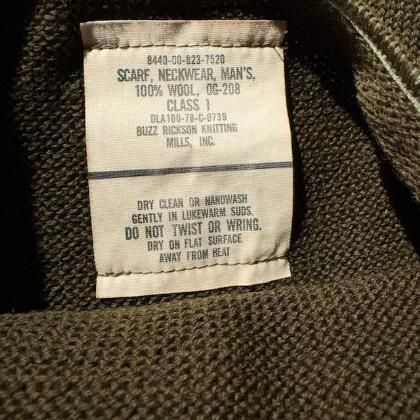 8440-00-823-7520
SCARF, NECKWEAR, MAN'S,
100% WOOL, OG-208
CLASS 1
DLA100-78-C-0739
BUZZ RICKSON KNITTING
MILLS, INC.
DRY CLEAN OR HANDWASH
GENTLY IN LUKEWARM SUDS.
DO NOT TWIST OR WRING.
DRY ON FLAT SURFACE
AWAY FROM HEAT